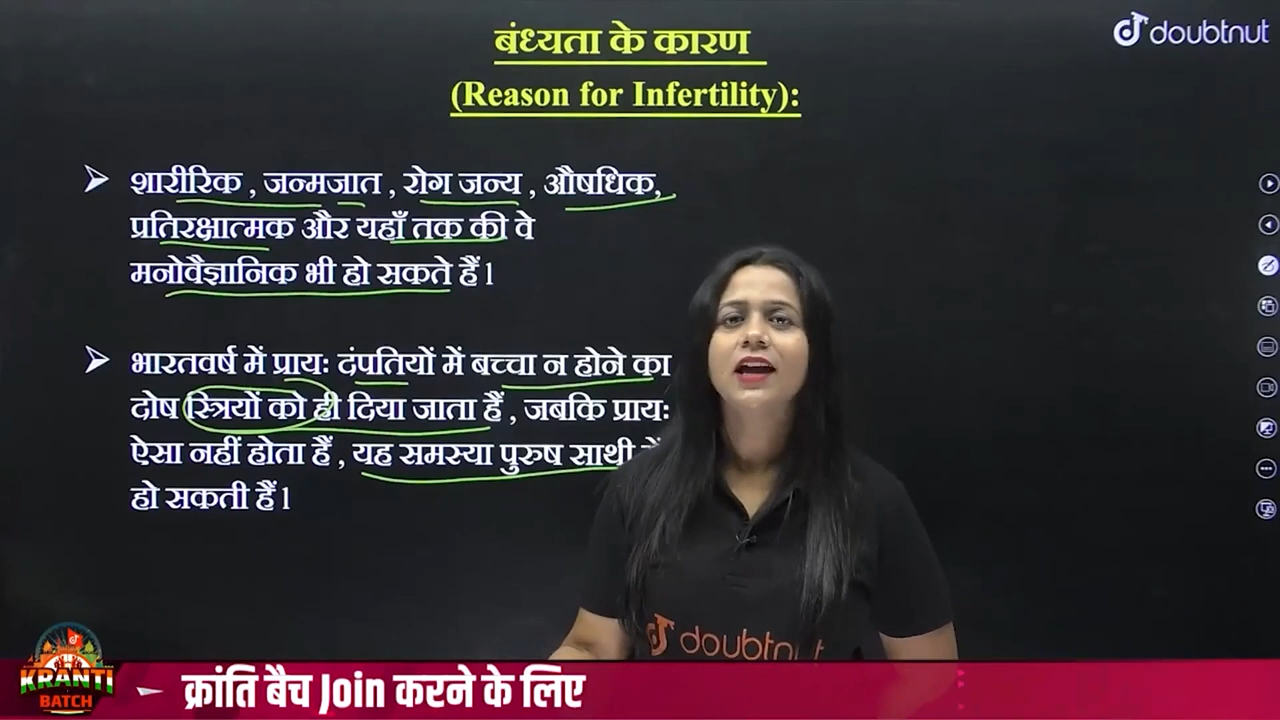 बंध्यता के कारण
doubtnut
(Reason for Infertility):
शारीरिक , जन्मजात , रोग जन्य , औषधिक,
प्रतिरक्षात्मक और यहाँ तक की वे
मनोवैज्ञानिक भी हो सकते हैं l
भारतवर्ष में प्रायः दंपतियों में बच्चा न होने का
दोष स्त्रियों को ही दिया जाता हैं , जबकि प्रायः
ऐसा नहीं होता हैं , यह समस्या पुरुष साथी
हो सकती हैं l
doubtnut
KRANTI
BATCH
क्रांति बैच Join करने के लिए